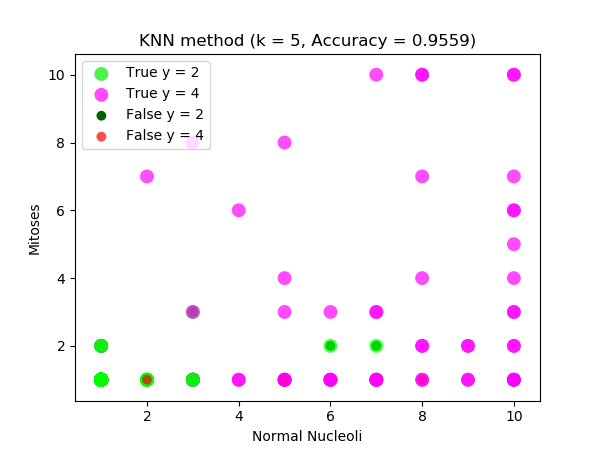 KNN method (k = 5, Accuracy = 0.9559)
True y = 2
True y = 4
False y = 2
False y = 4
10
8
6
4
2
Mitoses
2 4 6 8 10
Normal Nucleoli